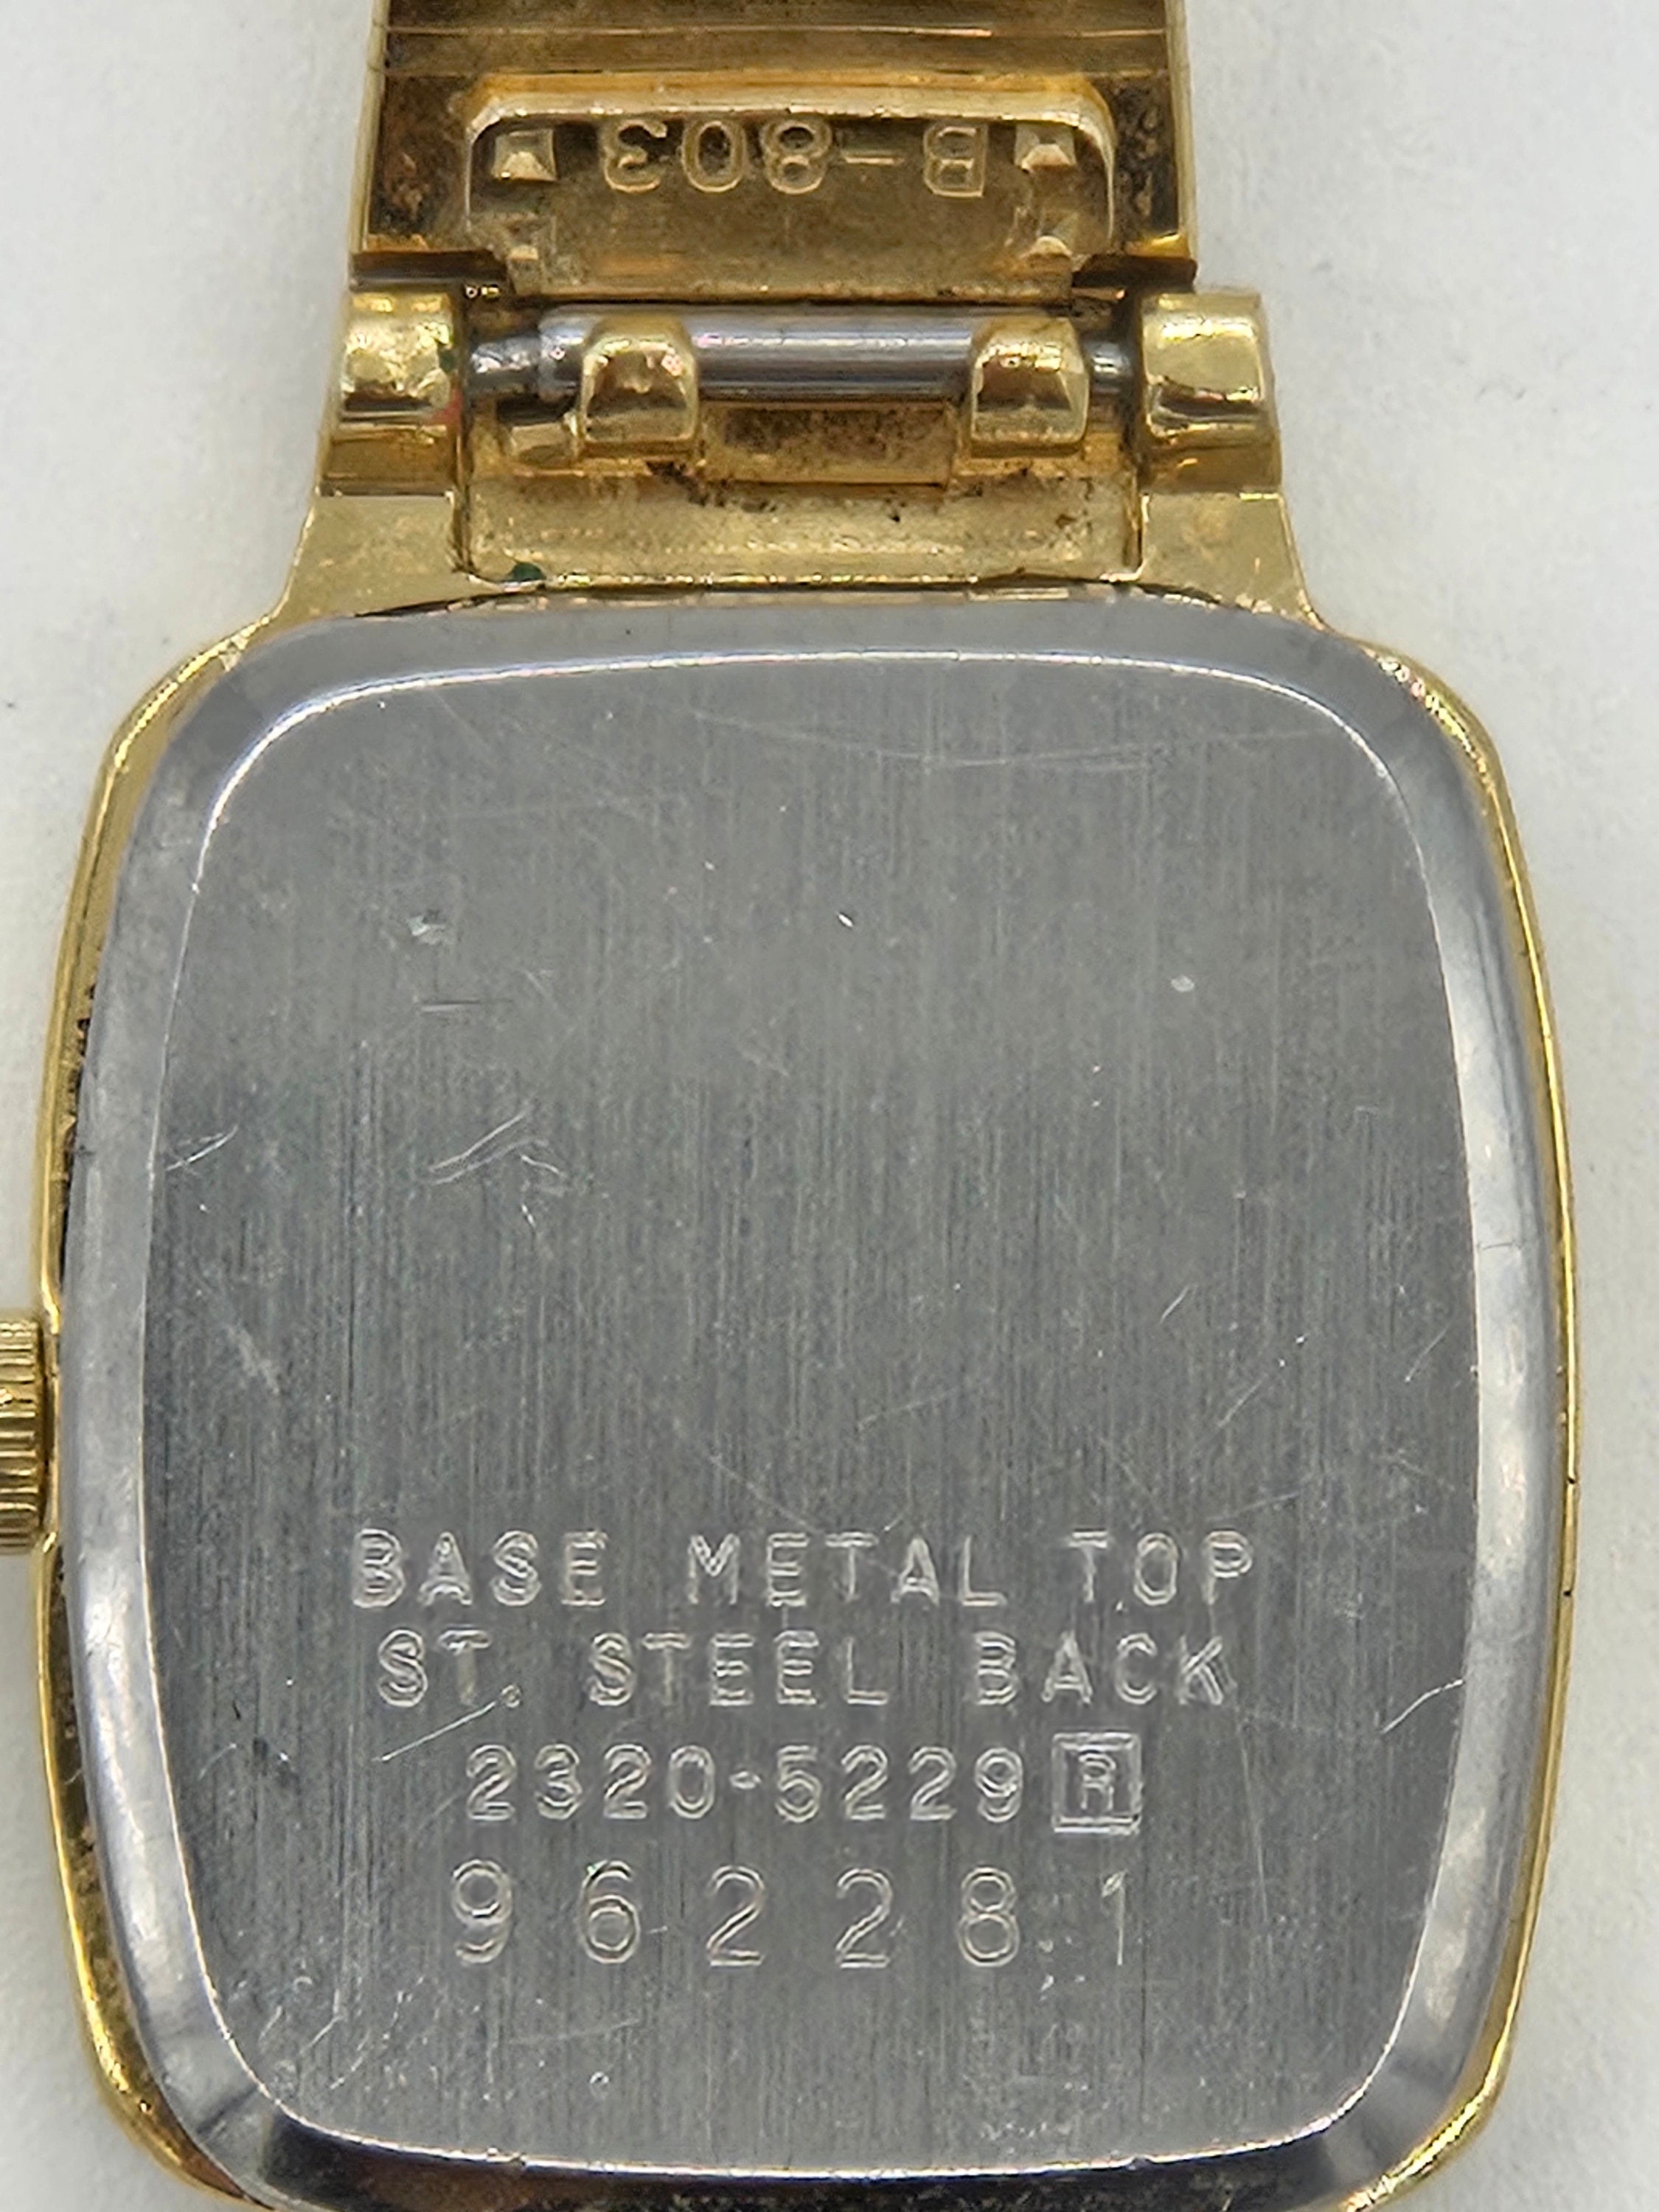 B-803
BASE METAL TOP
ST. STEEL BACK
2320-5229 R
962281